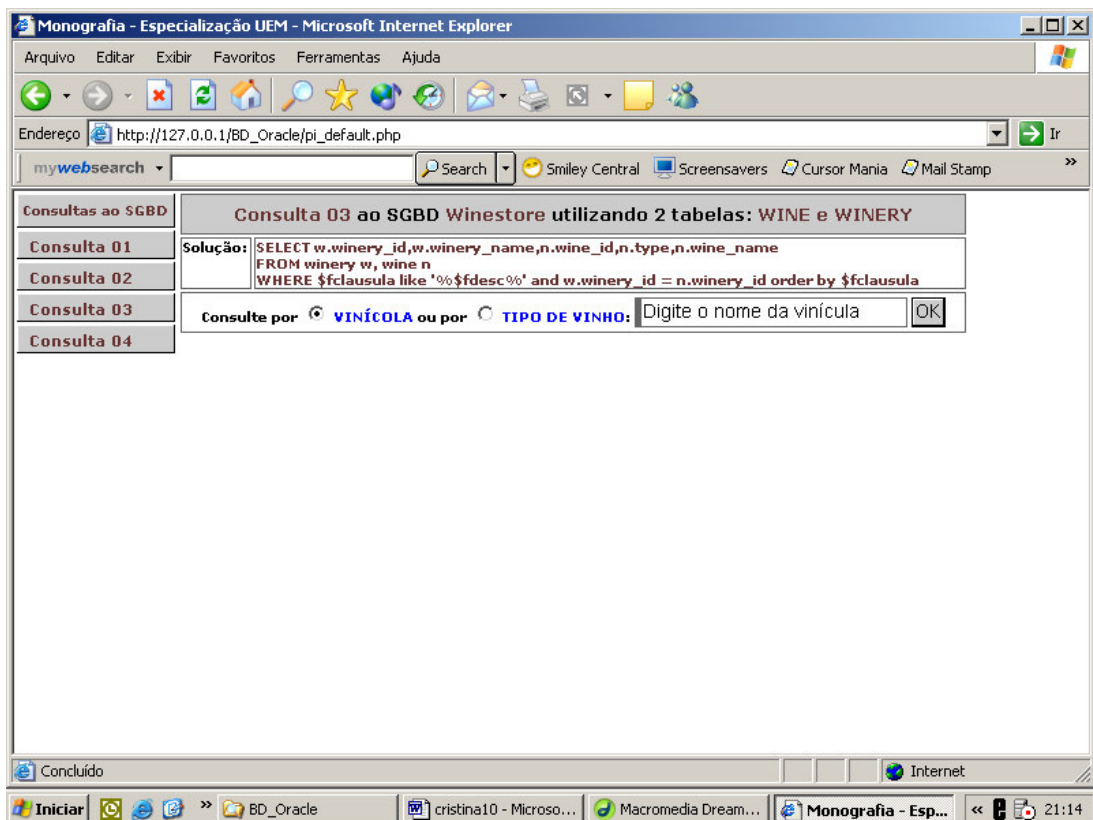 Monografia - Especialização UEM - Microsoft Internet Explorer
Arquivo Editar Exibir Favoritos Ferramentas Ajuda
Endereço http://127.0.0.1/BD_Oracle/pi_default.php Ir
mywebsearch Search Smiley Central Screensavers Cursor Mania Mail Stamp »
Consultas ao SGBD
Consulta 01
Consulta 02
Consulta 03
Consulta 04
Consulta 03 ao SGBD Winestore utilizando 2 tabelas: WINE e WINERY
Solução: SELECT w.winery_id,w.winery_name,n.wine_id,n.type,n.wine_name
FROM winery w, wine n
WHERE $fclausula like '%$fdesc%' and w.winery_id = n.winery_id order by $fclausula
Consulte por VINÍCOLA ou por TIPO DE VINHO: Digite o nome da vinícula OK
Concluído Internet
Iniciar » BD_Oracle cristina10 - Microso... Macromedia Dream... Monografia - Esp... « 21:14